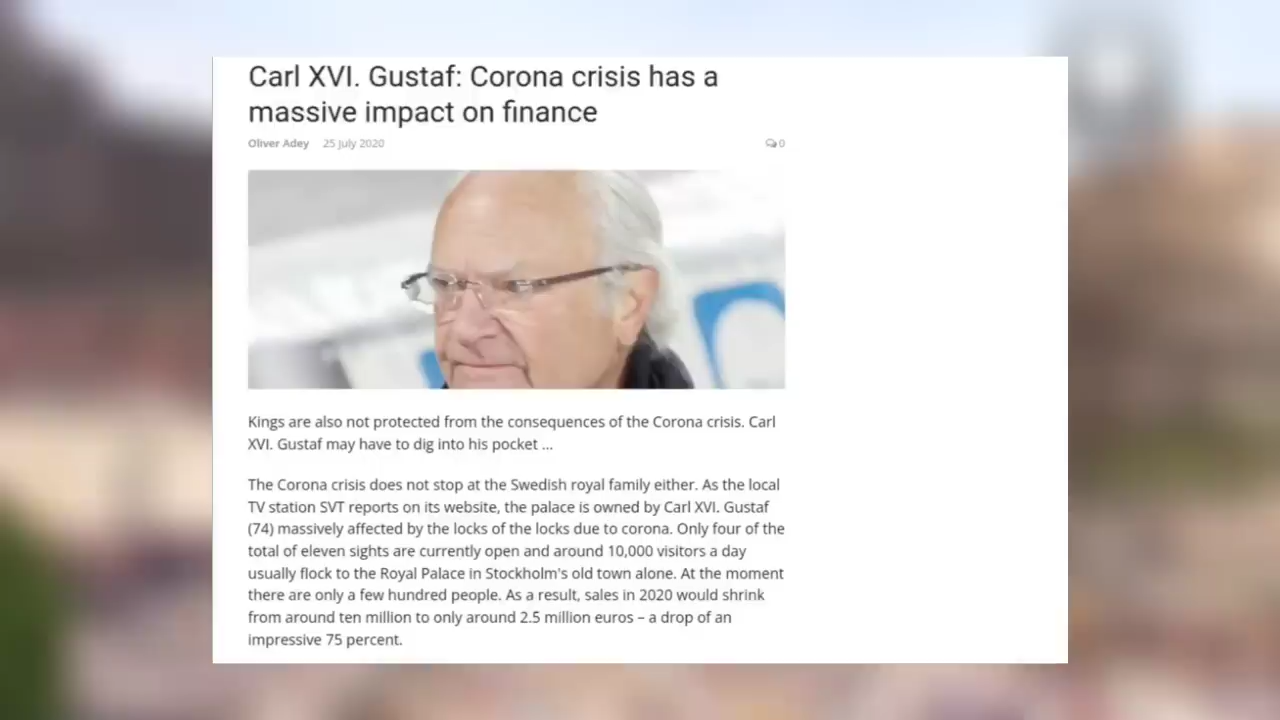 Carl XVI. Gustaf: Corona crisis has a
massive impact on finance
Oliver Adey 25 July 2020 0
Kings are also not protected from the consequences of the Corona crisis. Carl
XVI. Gustaf may have to dig into his pocket ...
The Corona crisis does not stop at the Swedish royal family either. As the local
TV station SVT reports on its website, the palace is owned by Carl XVI. Gustaf
(74) massively affected by the locks of the locks due to corona. Only four of the
total of eleven sights are currently open and around 10,000 visitors a day
usually flock to the Royal Palace in Stockholm's old town alone. At the moment
there are only a few hundred people. As a result, sales in 2020 would shrink
from around ten million to only around 2.5 million euros – a drop of an
impressive 75 percent.